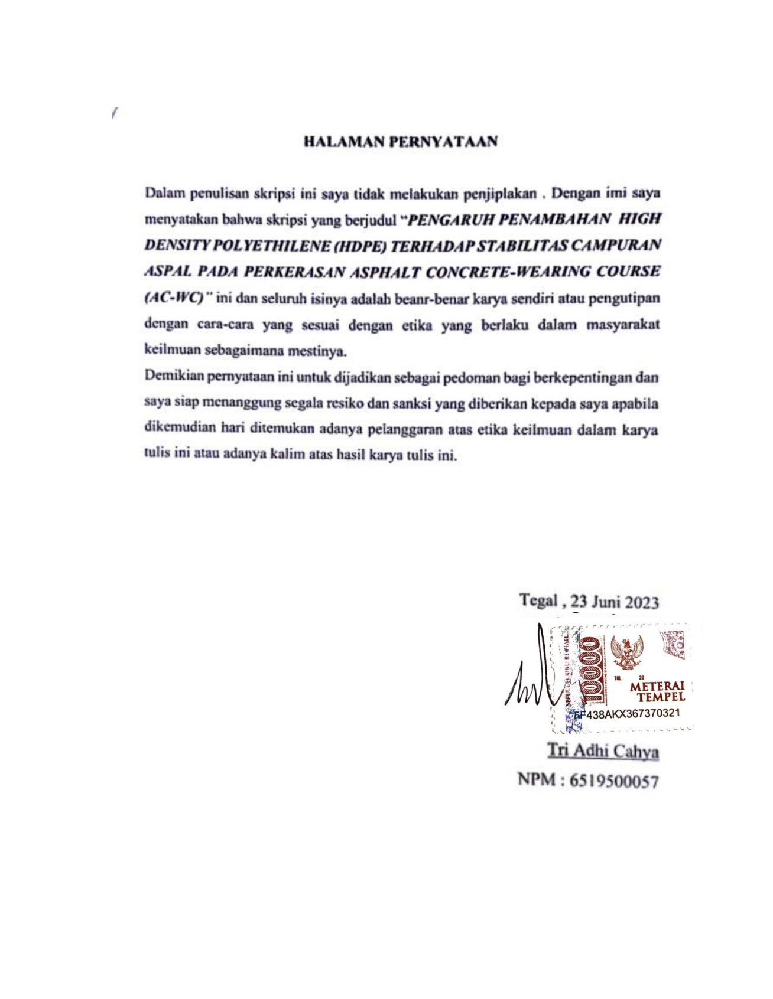 HALAMAN PERNYATAAN
Dalam penulisan skripsi ini saya tidak melakukan penjiplakan . Dengan imi saya
menyatakan bahwa skripsi yang berjudul “PENGARUH PENAMBAHAN HIGH
DENSITY POLYETHILENE (HDPE) TERHADAP STABILITAS CAMPURAN
ASPAL PADA PERKERASAN ASPHALT CONCRETE-WEARING COURSE
(AC-WC)” ini dan seluruh isinya adalah beanr-benar karya sendiri atau pengutipan
dengan cara-cara yang sesuai dengan etika yang berlaku dalam masyarakat
keilmuan sebagaimana mestinya.
Demikian pernyataan ini untuk dijadikan sebagai pedoman bagi berkepentingan dan
saya siap menanggung segala resiko dan sanksi yang diberikan kepada saya apabila
dikemudian hari ditemukan adanya pelanggaran atas etika keilmuan dalam karya
tulis ini atau adanya kalim atas hasil karya tulis ini.
Tegal , 23 Juni 2023
SEPULUH RIBU RUPIAH
10000
TGL. 20
METERAI
TEMPEL
F438AKX367370321
Tri Adhi Cahya
NPM : 6519500057